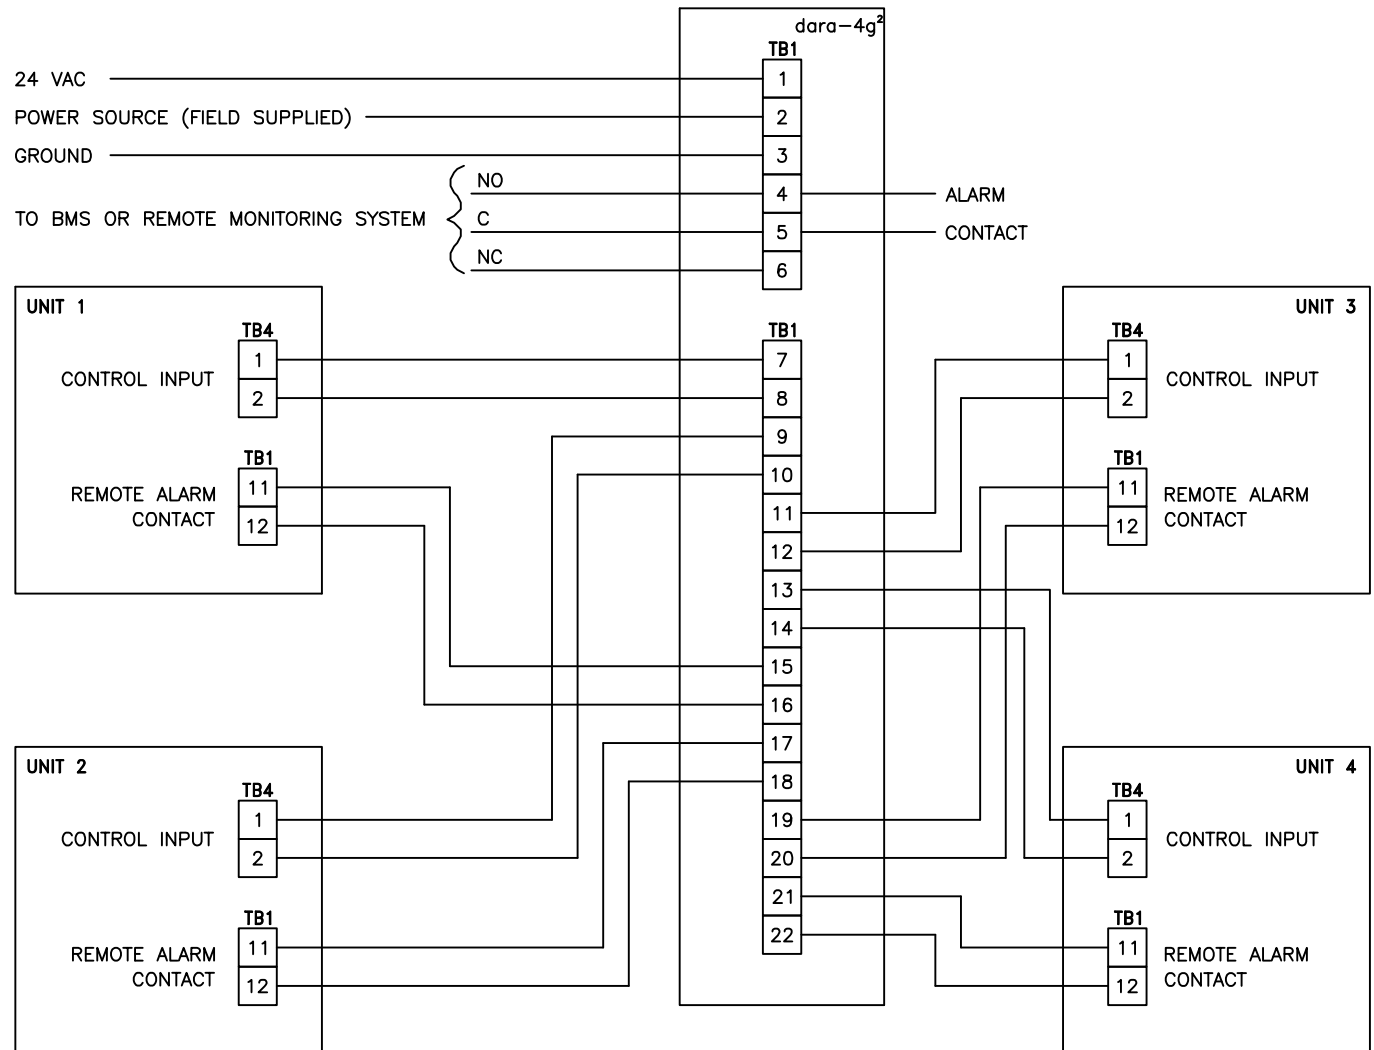 dara-4g²
TB1
24 VAC
1
POWER SOURCE (FIELD SUPPLIED)
2
GROUND
3
TO BMS OR REMOTE MONITORING SYSTEM
NO
4
ALARM
C
5
CONTACT
NC
6
UNIT 1
TB4
1
CONTROL INPUT
2
TB1
11
REMOTE ALARM
CONTACT
12
UNIT 2
TB4
1
CONTROL INPUT
2
TB1
11
REMOTE ALARM
CONTACT
12
TB1
7
8
9
10
11
12
13
14
15
16
17
18
19
20
21
22
UNIT 3
TB4
1
CONTROL INPUT
2
TB1
11
REMOTE ALARM
CONTACT
12
UNIT 4
TB4
1
CONTROL INPUT
2
TB1
11
REMOTE ALARM
CONTACT
12